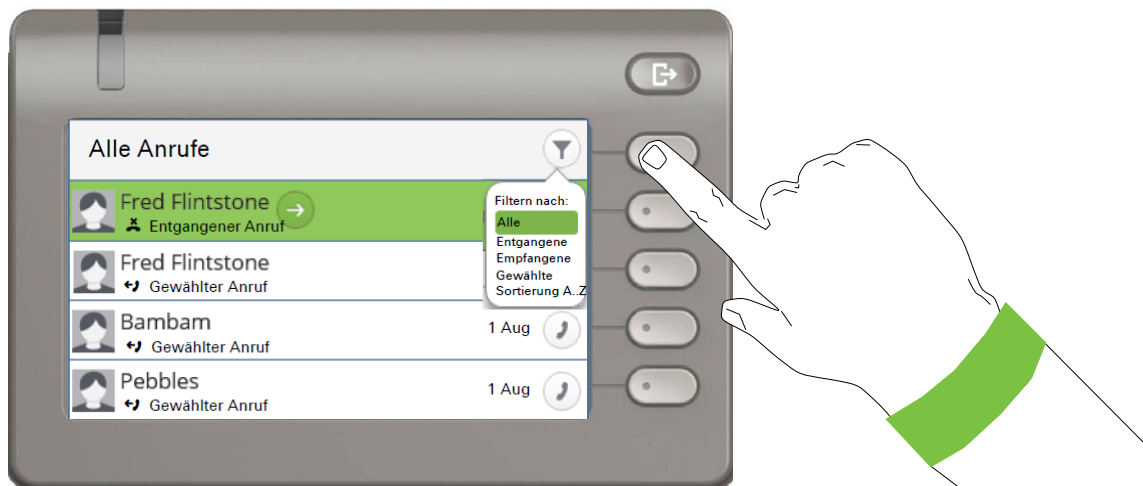 Alle Anrufe
Fred Flintstone
Entgangener Anruf
Filtern nach:
Alle
Entgangene
Empfangene
Gewählte
Sortierung A..Z
Fred Flintstone
Gewählter Anruf
Bambam
Gewählter Anruf
1 Aug
Pebbles
Gewählter Anruf
1 Aug